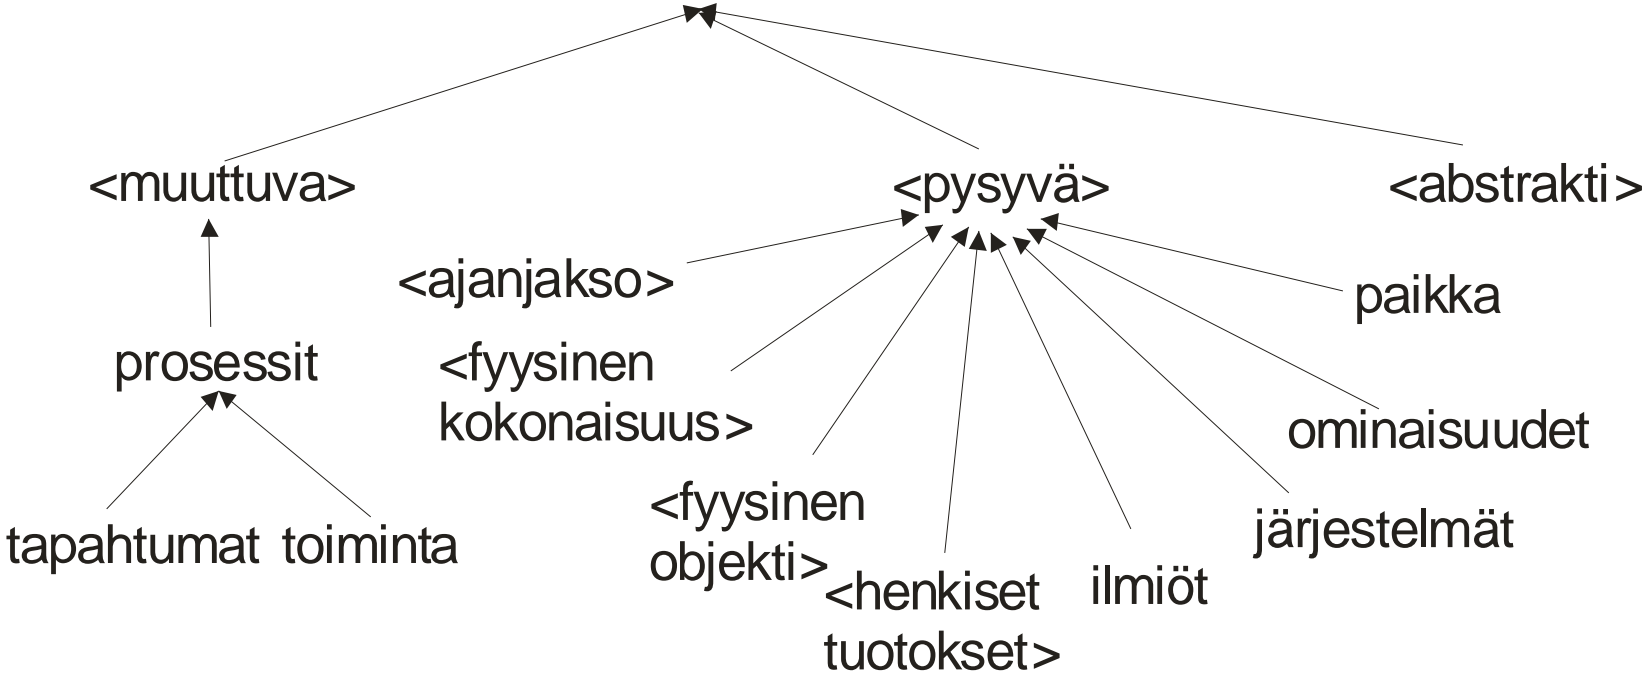 <muuttuva>
<pysyvä>
<abstrakti>
<ajanjakso>
paikka
prosessit
<fyysinen
kokonaisuus>
ominaisuudet
tapahtumat
toiminta
<fyysinen
objekti>
järjestelmät
<henkiset
tuotokset>
ilmiöt